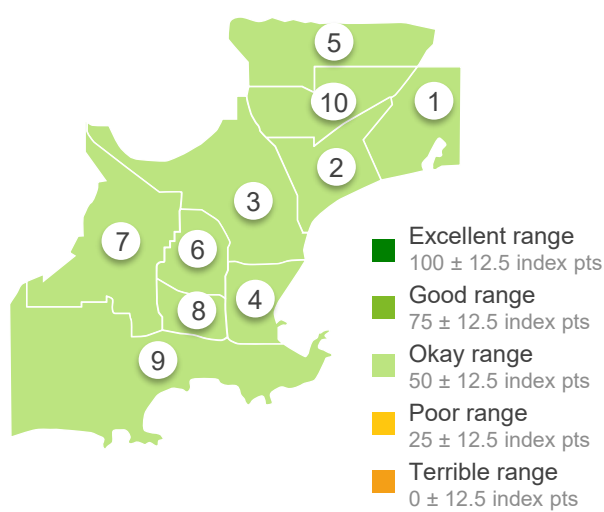 5
10
1
2
3
7
6
4
8
9
Excellent range
100 ± 12.5 index pts
Good range
75 ± 12.5 index pts
Okay range
50 ± 12.5 index pts
Poor range
25 ± 12.5 index pts
Terrible range
0 ± 12.5 index pts